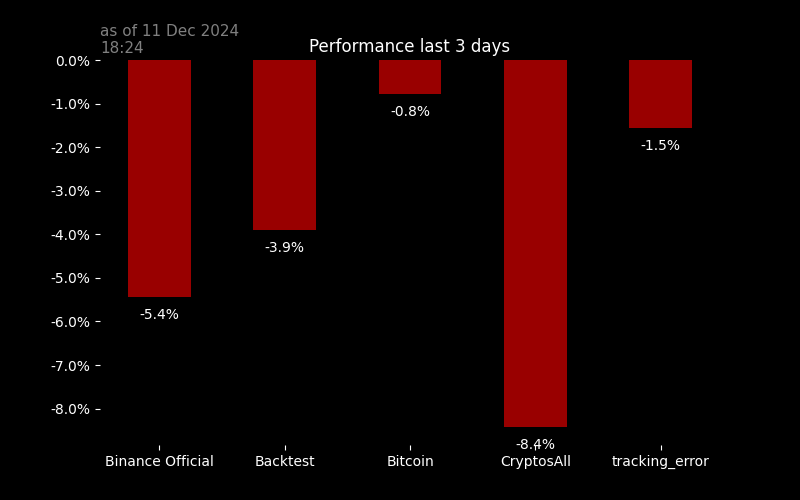 as of 11 Dec 2024
18:24
Performance last 3 days
0.0%
-1.0%
-2.0%
-3.0%
-4.0%
-5.0%
-6.0%
-7.0%
-8.0%
-5.4%
-3.9%
-0.8%
-8.4%
-1.5%
Binance Official
Backtest
Bitcoin
CryptosAll
tracking_error